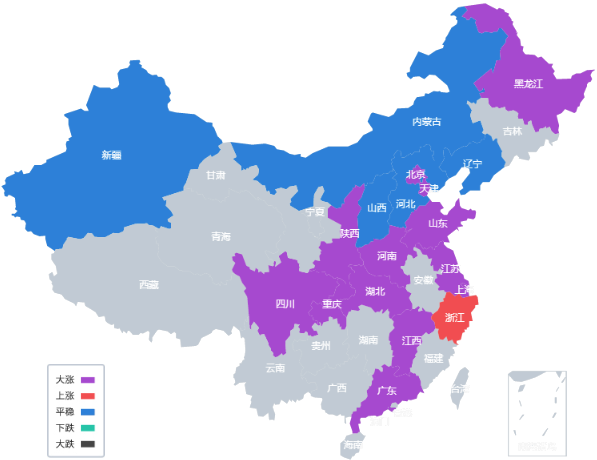 黑龙江
内蒙古
吉林
新疆
辽宁
北京
甘肃
天津
山西
河北
宁夏
山东
青海
陕西
河南
江苏
西藏
安徽
上海
四川
重庆
湖北
浙江
江西
湖南
贵州
福建
云南
广西
广东
台湾
海南
大涨
上涨
平稳
下跌
大跌